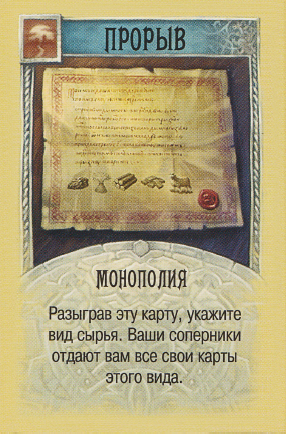 ПРОРЫВ
МОНОПОЛИЯ
Разыграв эту карту, укажите
вид сырья. Ваши соперники
отдают вам все свои карты
этого вида.